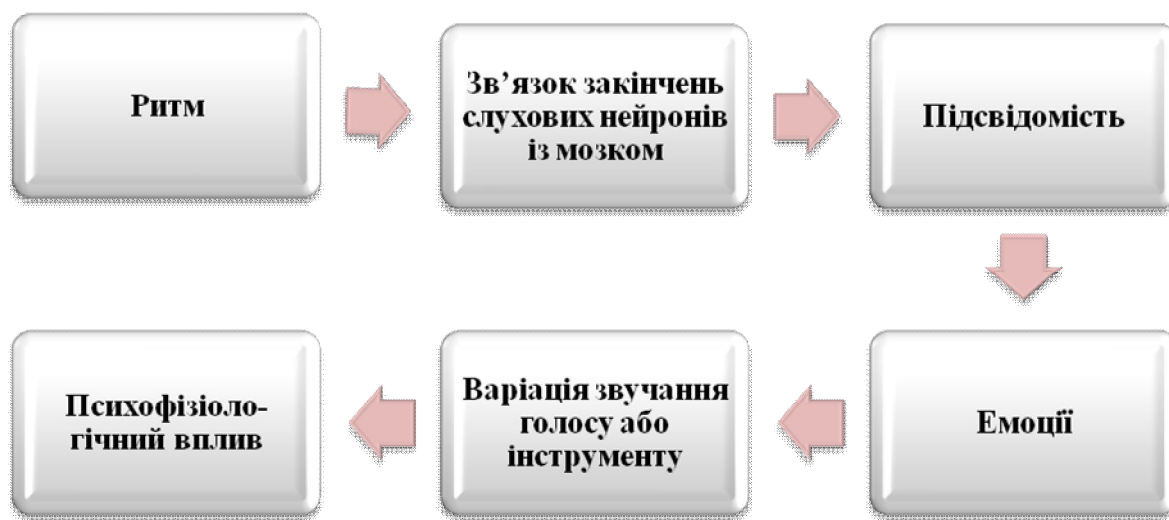 Ритм
Зв’язок закінчень
слухових нейронів
із мозком
Підсвідомість
Емоції
Варіація звучання
голосу або
інструменту
Психофізіоло-
гічний вплив